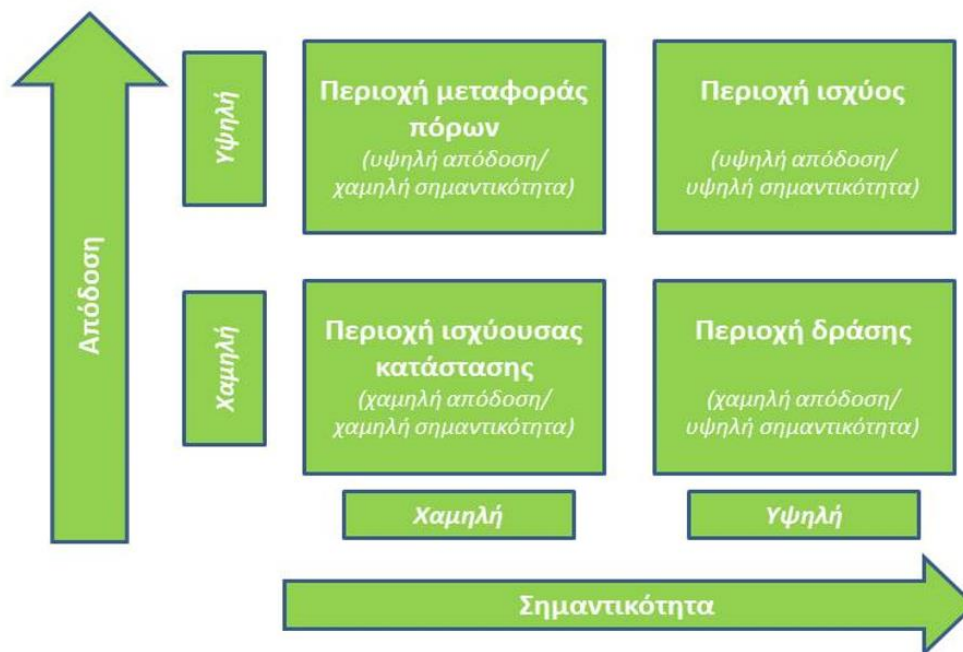 Απόδοση
Υψηλή
Περιοχή μεταφοράς
πόρων
(υψηλή απόδοση/
χαμηλή σημαντικότητα)
Περιοχή ισχύος
(υψηλή απόδοση/
υψηλή σημαντικότητα)
Χαμηλή
Περιοχή ισχύουσας
κατάστασης
(χαμηλή απόδοση/
χαμηλή σημαντικότητα)
Περιοχή δράσης
(χαμηλή απόδοση/
υψηλή σημαντικότητα)
Χαμηλή
Υψηλή
Σημαντικότητα